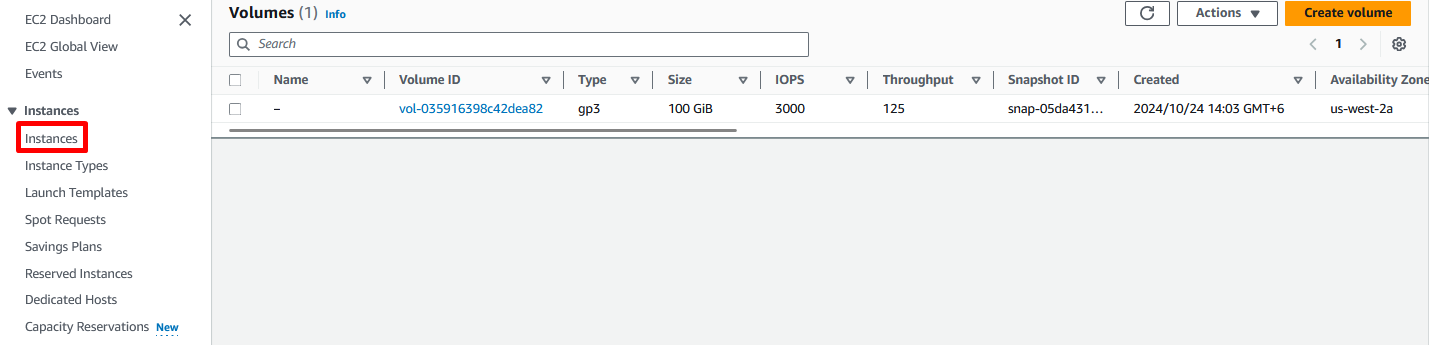 EC2 Dashboard
EC2 Global View
Events
Instances
Instances
Instance Types
Launch Templates
Spot Requests
Savings Plans
Reserved Instances
Dedicated Hosts
Capacity Reservations New
Volumes (1) Info
Actions
Create volume
Search
1
Name Volume ID Type Size IOPS Throughput Snapshot ID Created Availability Zone
– vol-035916398c42dea82 gp3 100 GiB 3000 125 snap-05da431... 2024/10/24 14:03 GMT+6 us-west-2a